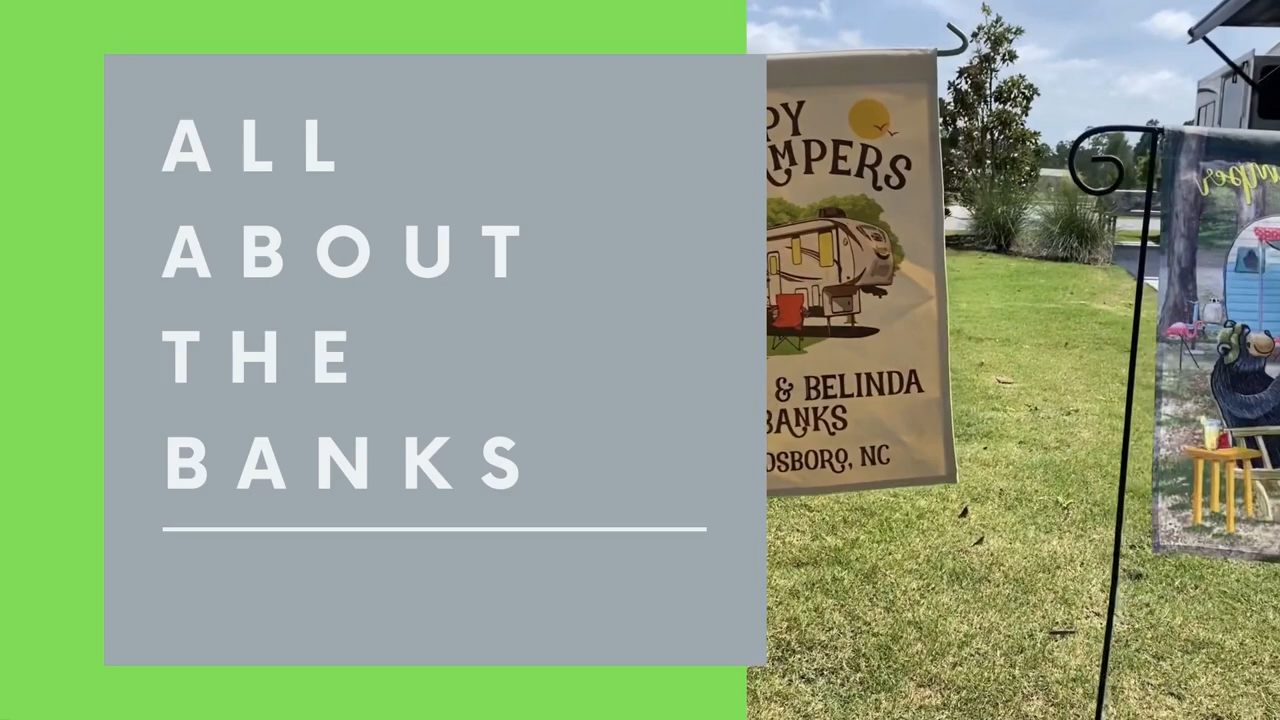 ALL
ABOUT
THE
BANKS
PY
MPERS
& BELINDA
BANKS
OSBORO, NC